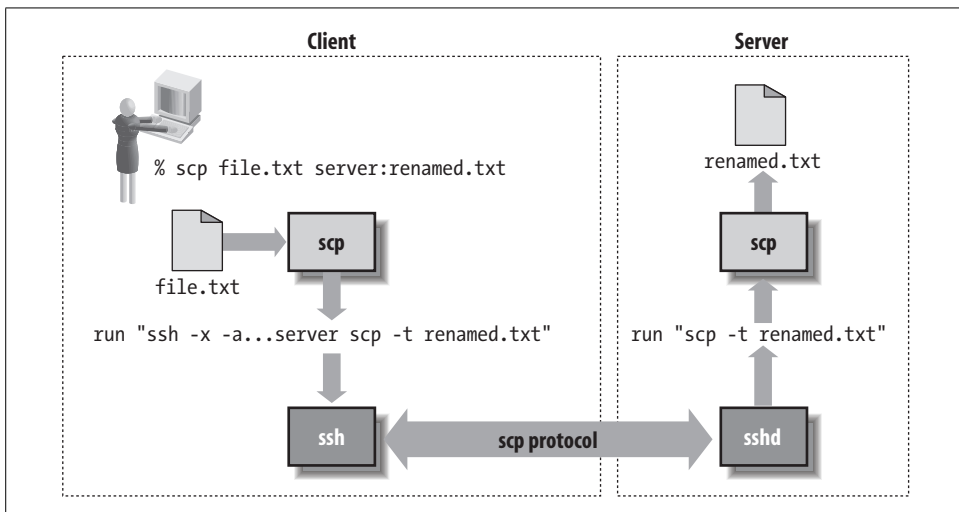 Client
Server
% scp file.txt server:renamed.txt
renamed.txt
scp
scp
file.txt
run "ssh -x -a...server scp -t renamed.txt"
run "scp -t renamed.txt"
ssh
scp protocol
sshd